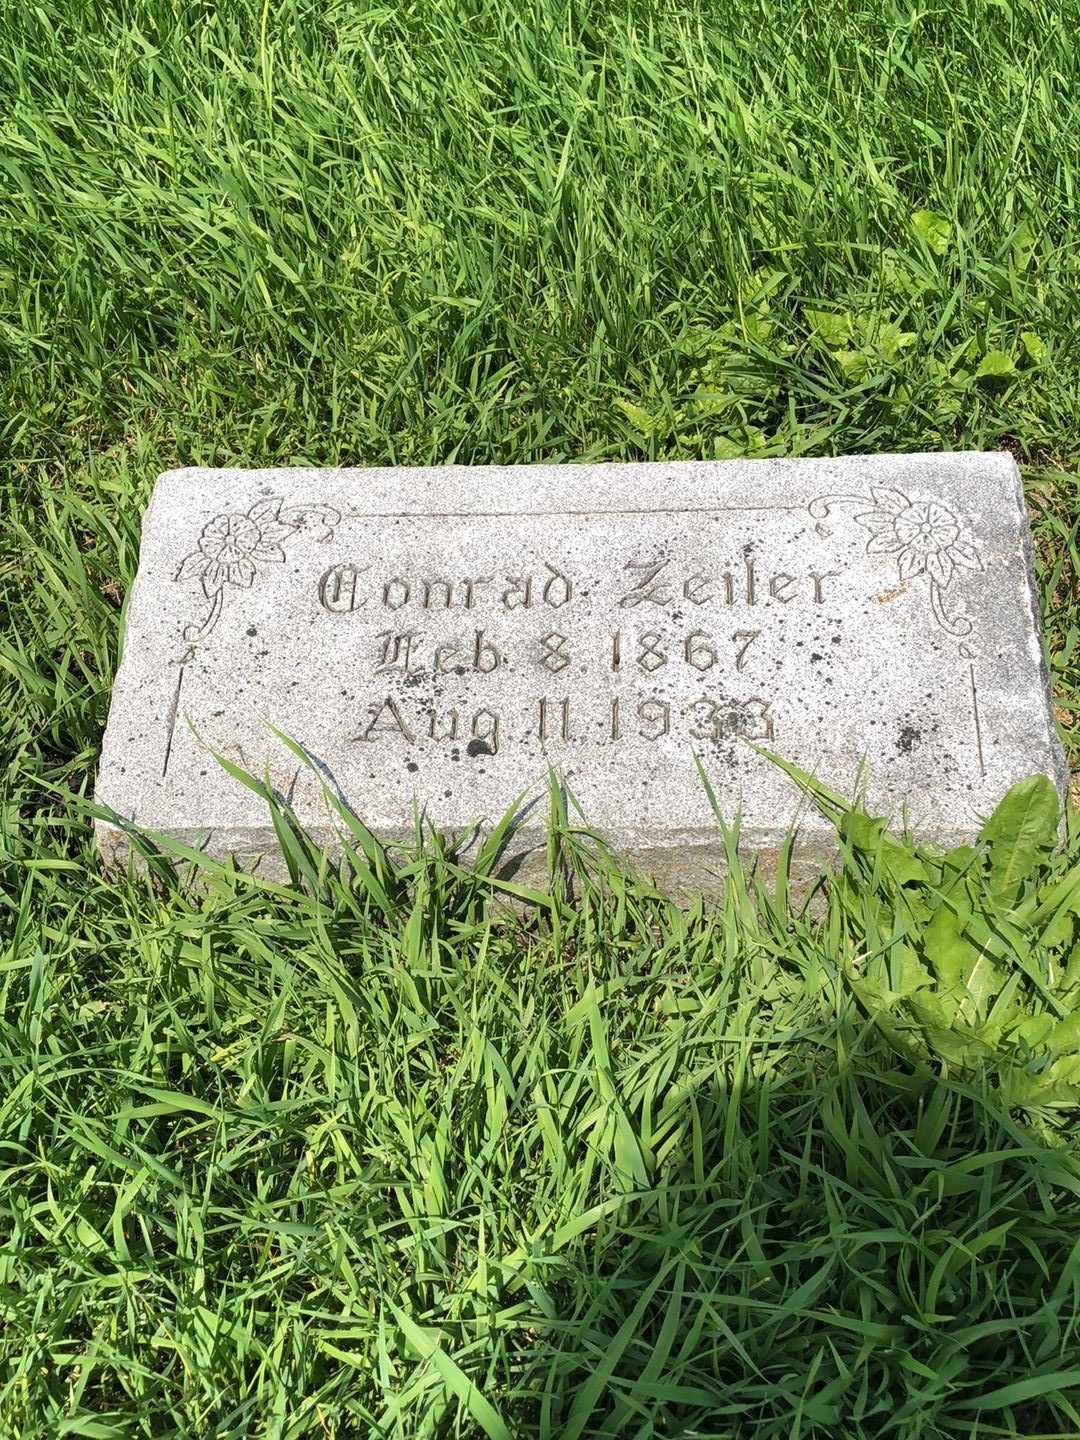 Conrad Zeiler
Feb 8 1867
Aug 11 1933